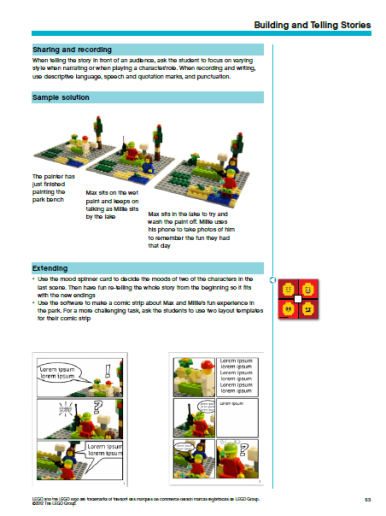 Building and Telling Stories
Sharing and recording
When telling the story in front of an audience, ask the student to focus on varying
style when narrating or when playing a character/role. When recording and writing,
use descriptive language, speech and quotation marks, and punctuation.
Sample solution
The painter has
just finished
painting the
park bench
Max sits on the wet
paint and keeps on
talking as Millie sits
by the lake
Max sits in the lake to try and
wash the paint off. Millie uses
his phone to take photos of him
to remember the fun they had
that day
Extending
• Use the mood spinner card to decide the moods of two of the characters in the
last scene. Then have fun re-telling the whole story from the beginning so it fits
with the new endings
• Use the software to make a comic strip about Max and Millie's fun experience in
the park. For a more challenging task, ask the students to use two layout templates
for their comic strip
Lorem ipsum
lorem ipsum
!
?
Lorem ipsum
lorem ipsum
Lorem ipsum
lorem ipsum
lorem ipsum
lorem ipsum
lorem ipsum
Lorem ipsum
?
LEGO and the LEGO logo are trademarks of the/sont des marques de commerce de/son marcas registradas de LEGO Group.
©2012 The LEGO Group.
53